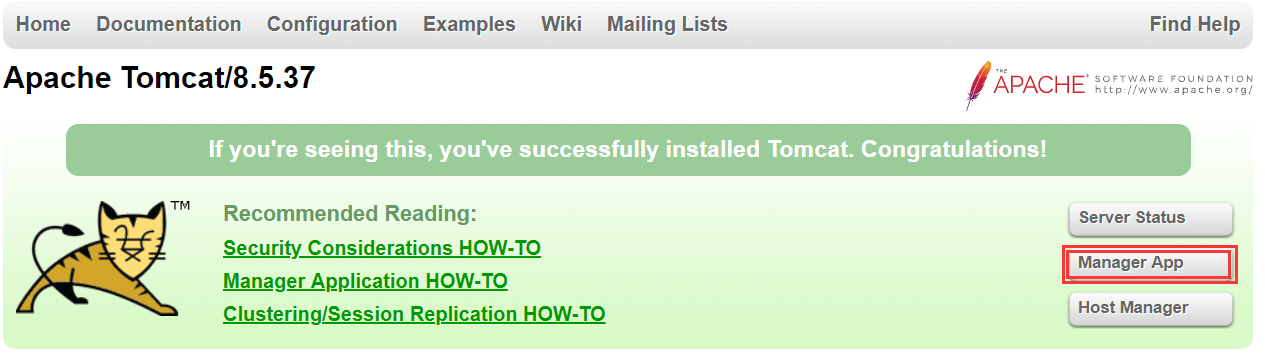 Home Documentation Configuration Examples Wiki Mailing Lists Find Help
Apache Tomcat/8.5.37
THE
APACHE® SOFTWARE FOUNDATION
http://www.apache.org/
If you're seeing this, you've successfully installed Tomcat. Congratulations!
TM
Recommended Reading:
Security Considerations HOW-TO
Manager Application HOW-TO
Clustering/Session Replication HOW-TO
Server Status
Manager App
Host Manager